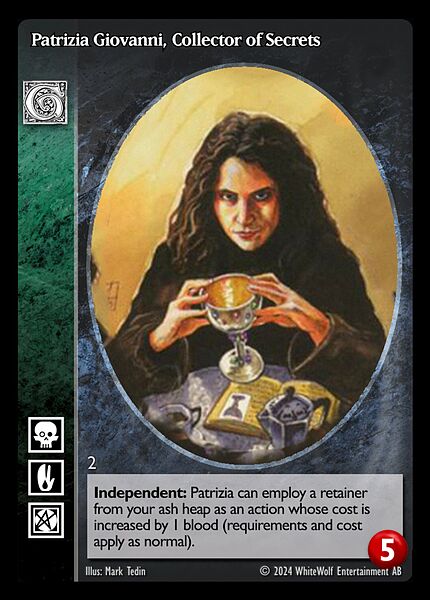 Patrizia Giovanni, Collector of Secrets
2
Independent: Patrizia can employ a retainer
from your ash heap as an action whose cost is
increased by 1 blood (requirements and cost
apply as normal).
5
Illus: Mark Tedin © 2024 WhiteWolf Entertainment AB